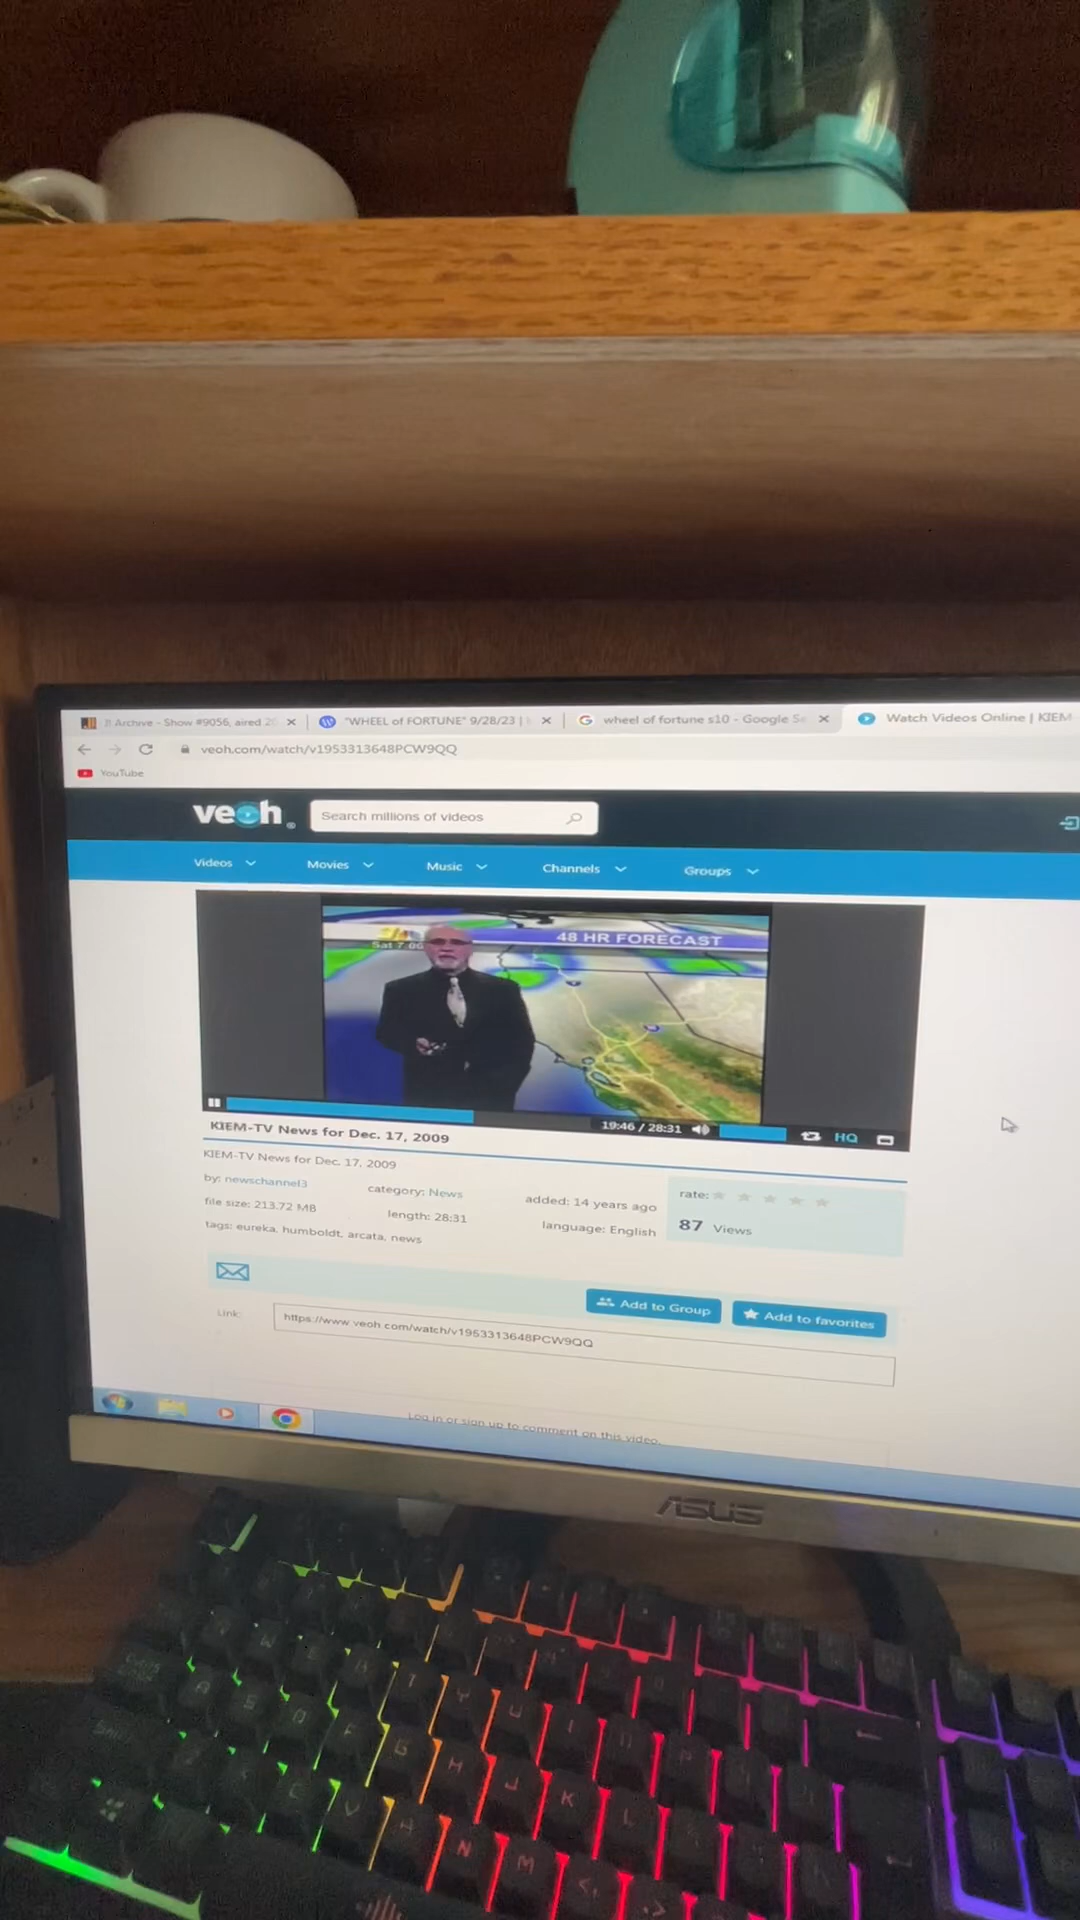 J! Archive - Show #9056, aired 20
"WHEEL of FORTUNE" 9/28/23 |
wheel of fortune s10 - Google Se
Watch Videos Online | KIEM-
veoh.com/watch/v1953313648PCW9QQ
YouTube
veoh
Search millions of videos
Videos Movies Music Channels Groups
48 HR FORECAST
Sat 7:00
19:46 / 28:31 HQ
KIEM-TV News for Dec. 17, 2009
KIEM-TV News for Dec. 17, 2009
by: newschannel3 category: News added: 14 years ago rate:
file size: 213.72 MB length: 28:31 language: English 87 Views
tags: eureka, humboldt, arcata, news
Add to Group Add to favorites
Link: https://www.veoh.com/watch/v1953313648PCW9QQ
Log in or sign up to comment on this video.
ASUS
W
T Y U I
A S D F G H J K L
C V N M